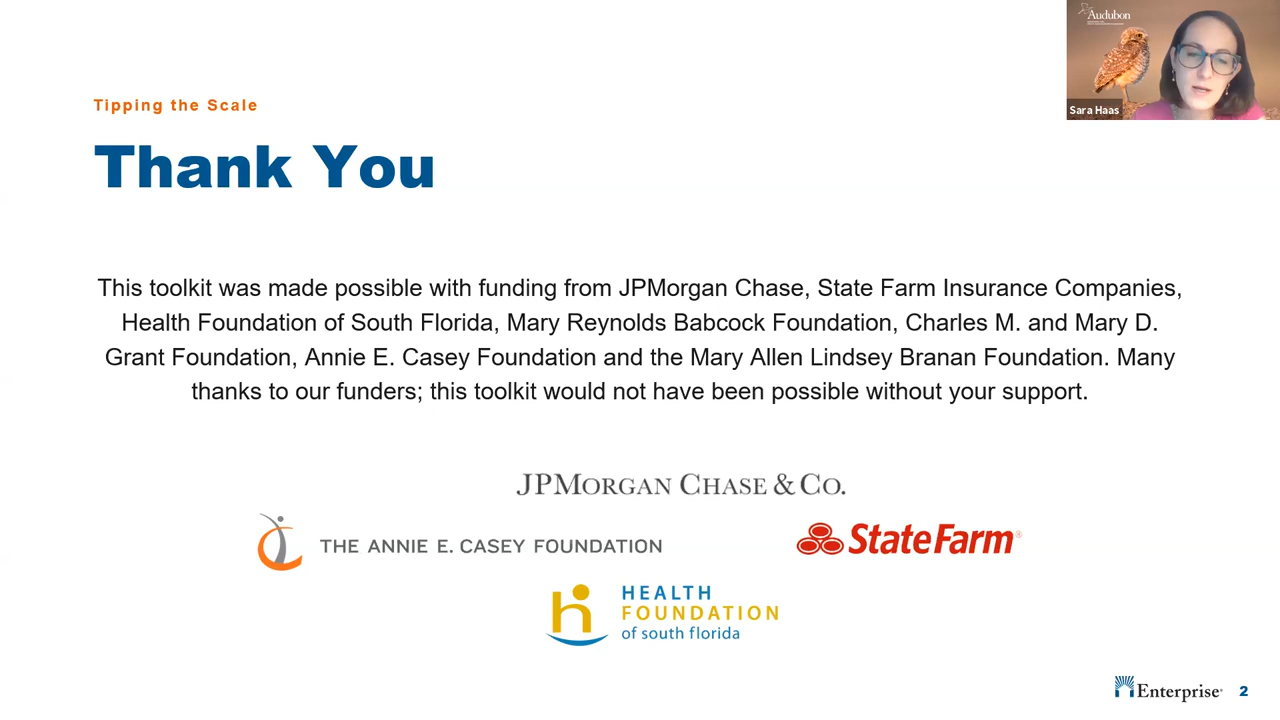 Audubon
Sara Haas
Tipping the Scale
Thank You
This toolkit was made possible with funding from JPMorgan Chase, State Farm Insurance Companies,
Health Foundation of South Florida, Mary Reynolds Babcock Foundation, Charles M. and Mary D.
Grant Foundation, Annie E. Casey Foundation and the Mary Allen Lindsey Branan Foundation. Many
thanks to our funders; this toolkit would not have been possible without your support.
JPMORGAN CHASE & CO.
THE ANNIE E. CASEY FOUNDATION
StateFarm®
HEALTH
FOUNDATION
of south florida
Enterprise®
2